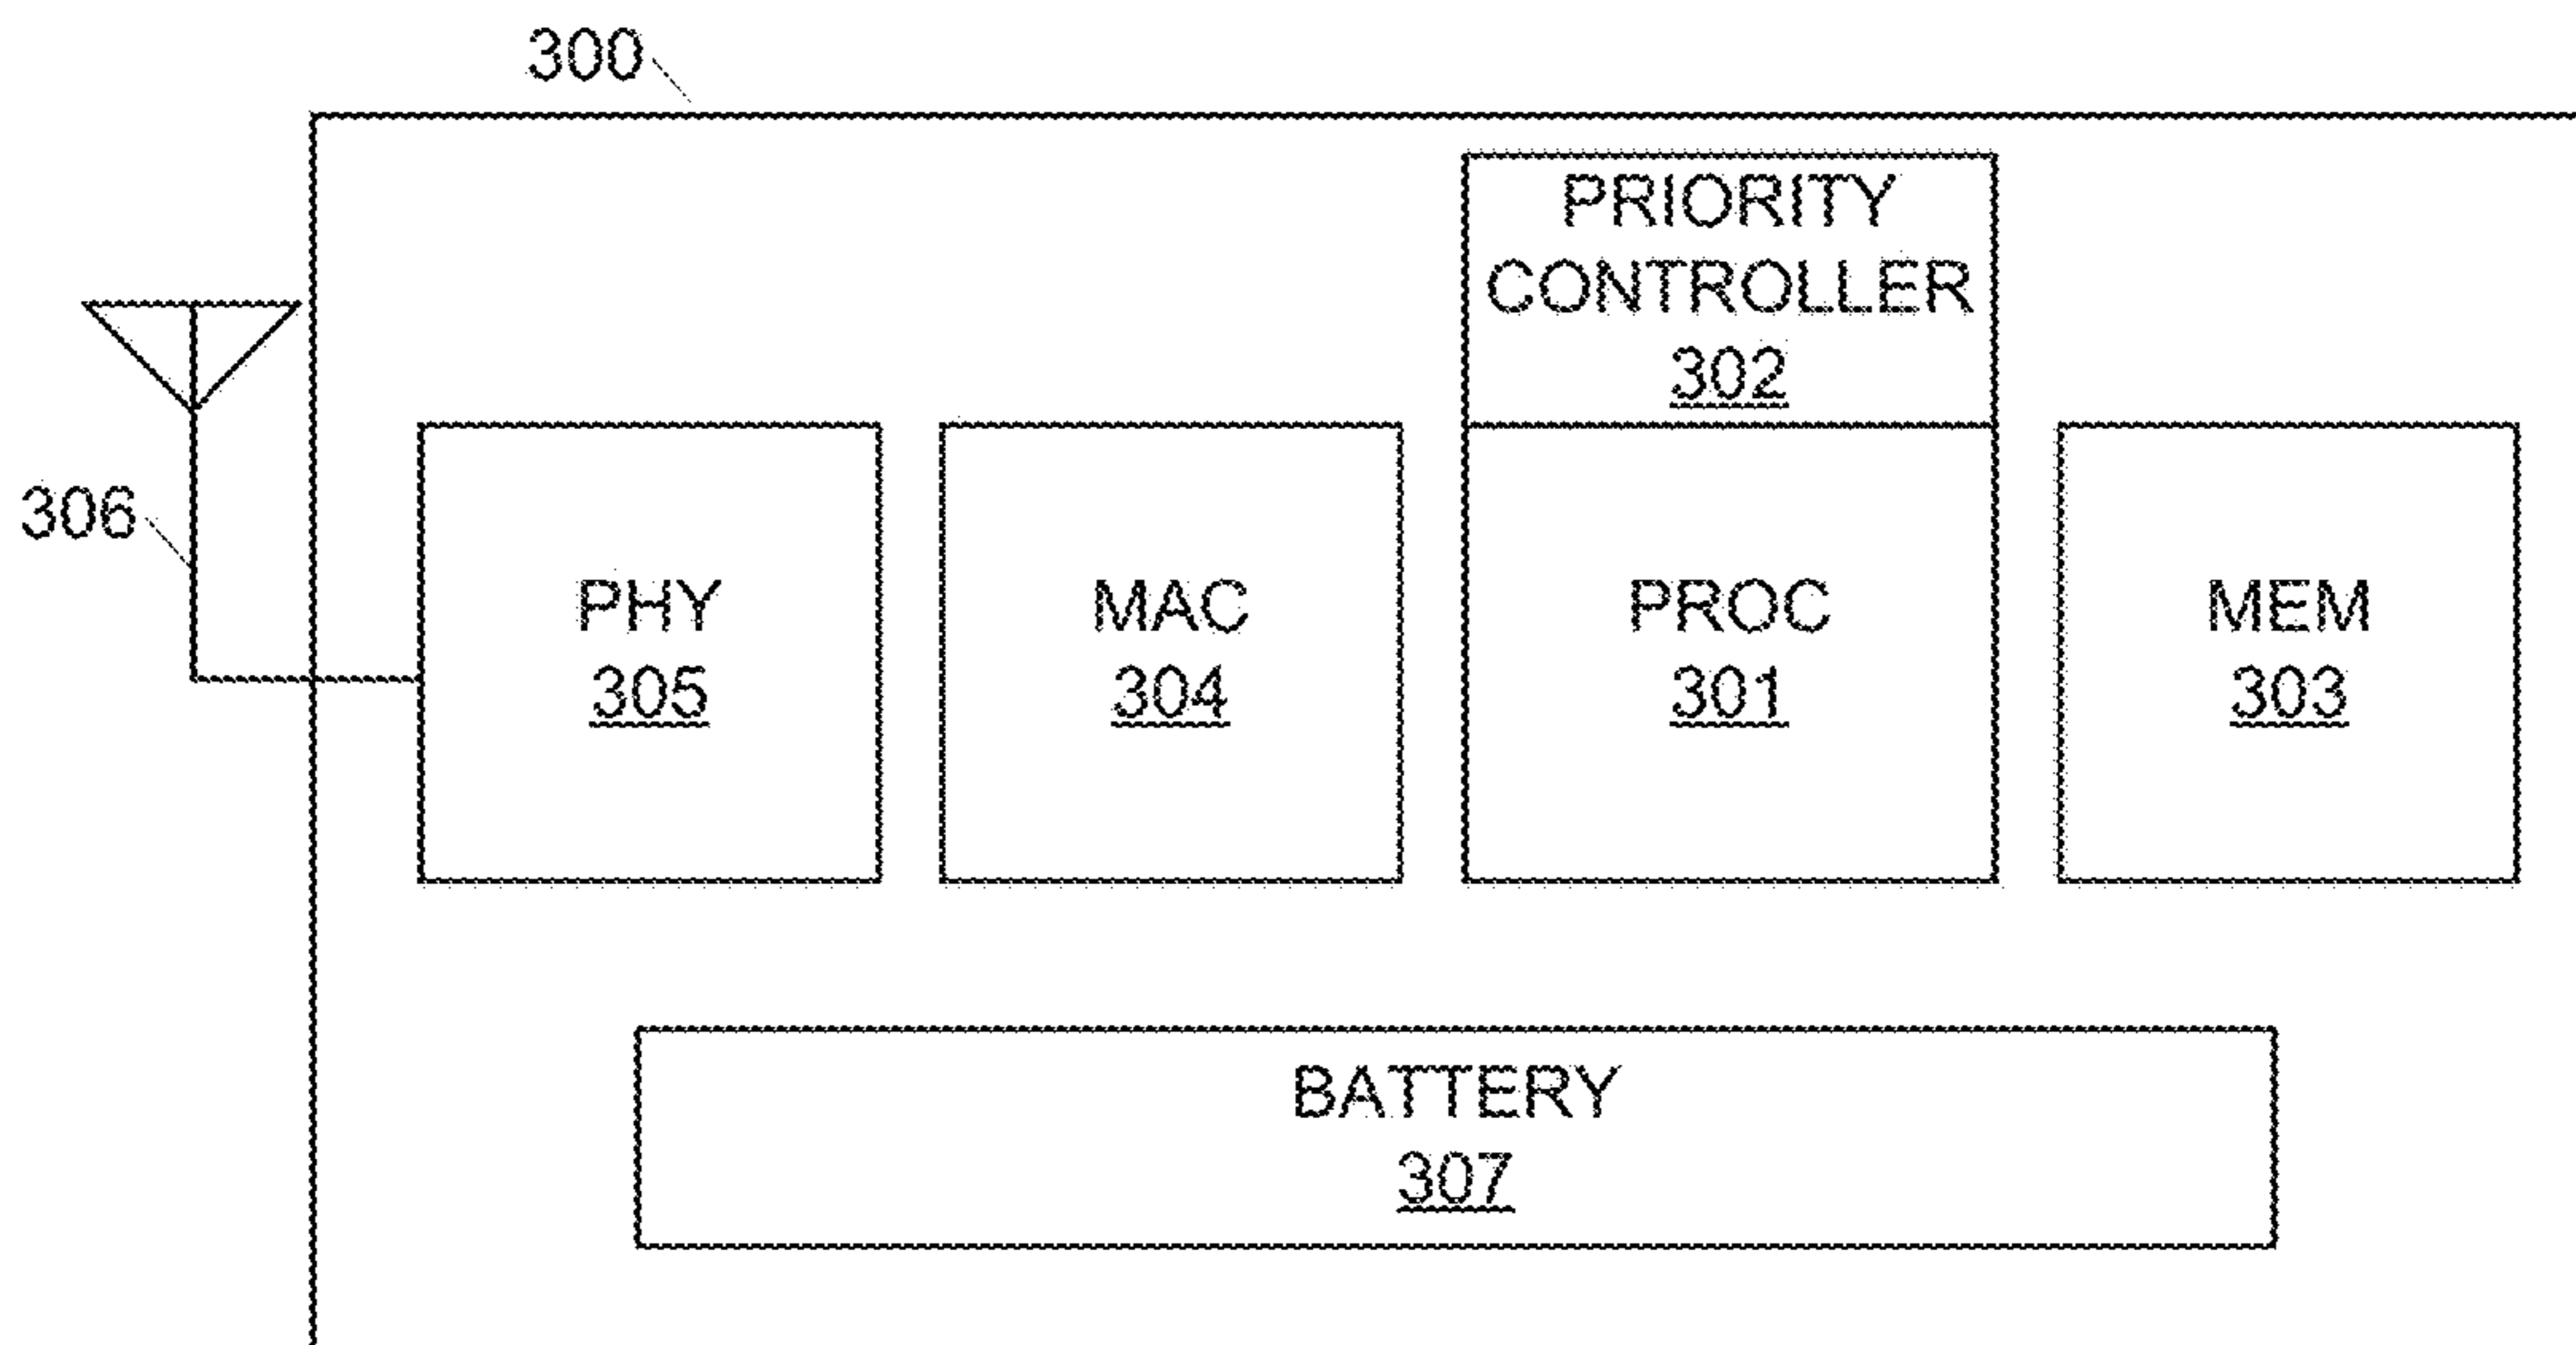 300
PRIORITY
CONTROLLER
302
306
PHY
305
MAC
304
PROC
301
MEM
303
BATTERY
307